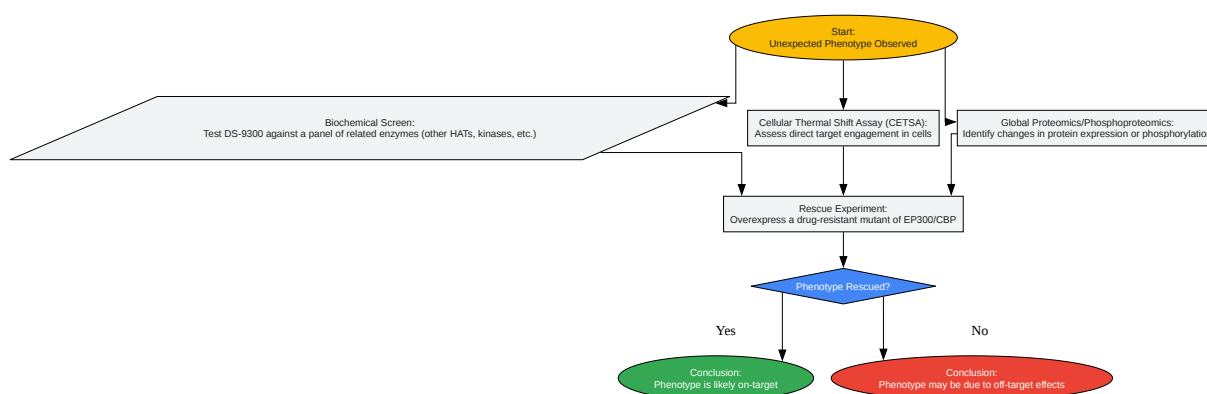 Start:
Unexpected Phenotype Observed
Biochemical Screen:
Test DS-9300 against a panel of related enzymes (other HATs, kinases, etc.)
Cellular Thermal Shift Assay (CETSA):
Assess direct target engagement in cells
Global Proteomics/Phosphoproteomics:
Identify changes in protein expression or phosphorylatio
Rescue Experiment:
Overexpress a drug-resistant mutant of EP300/CBP
Phenotype Rescued?
Yes
No
Conclusion:
Phenotype is likely on-target
Conclusion:
Phenotype may be due to off-target effects